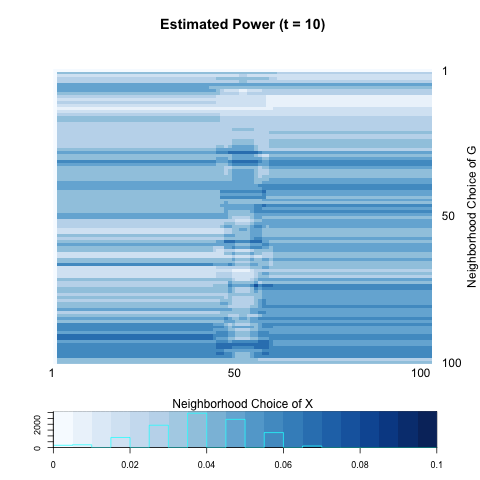 Estimated Power (t = 10)
1
Neighborhood Choice of G
50
100
1 50 100
Neighborhood Choice of X
0 2000
0 0.02 0.04 0.06 0.08 0.1